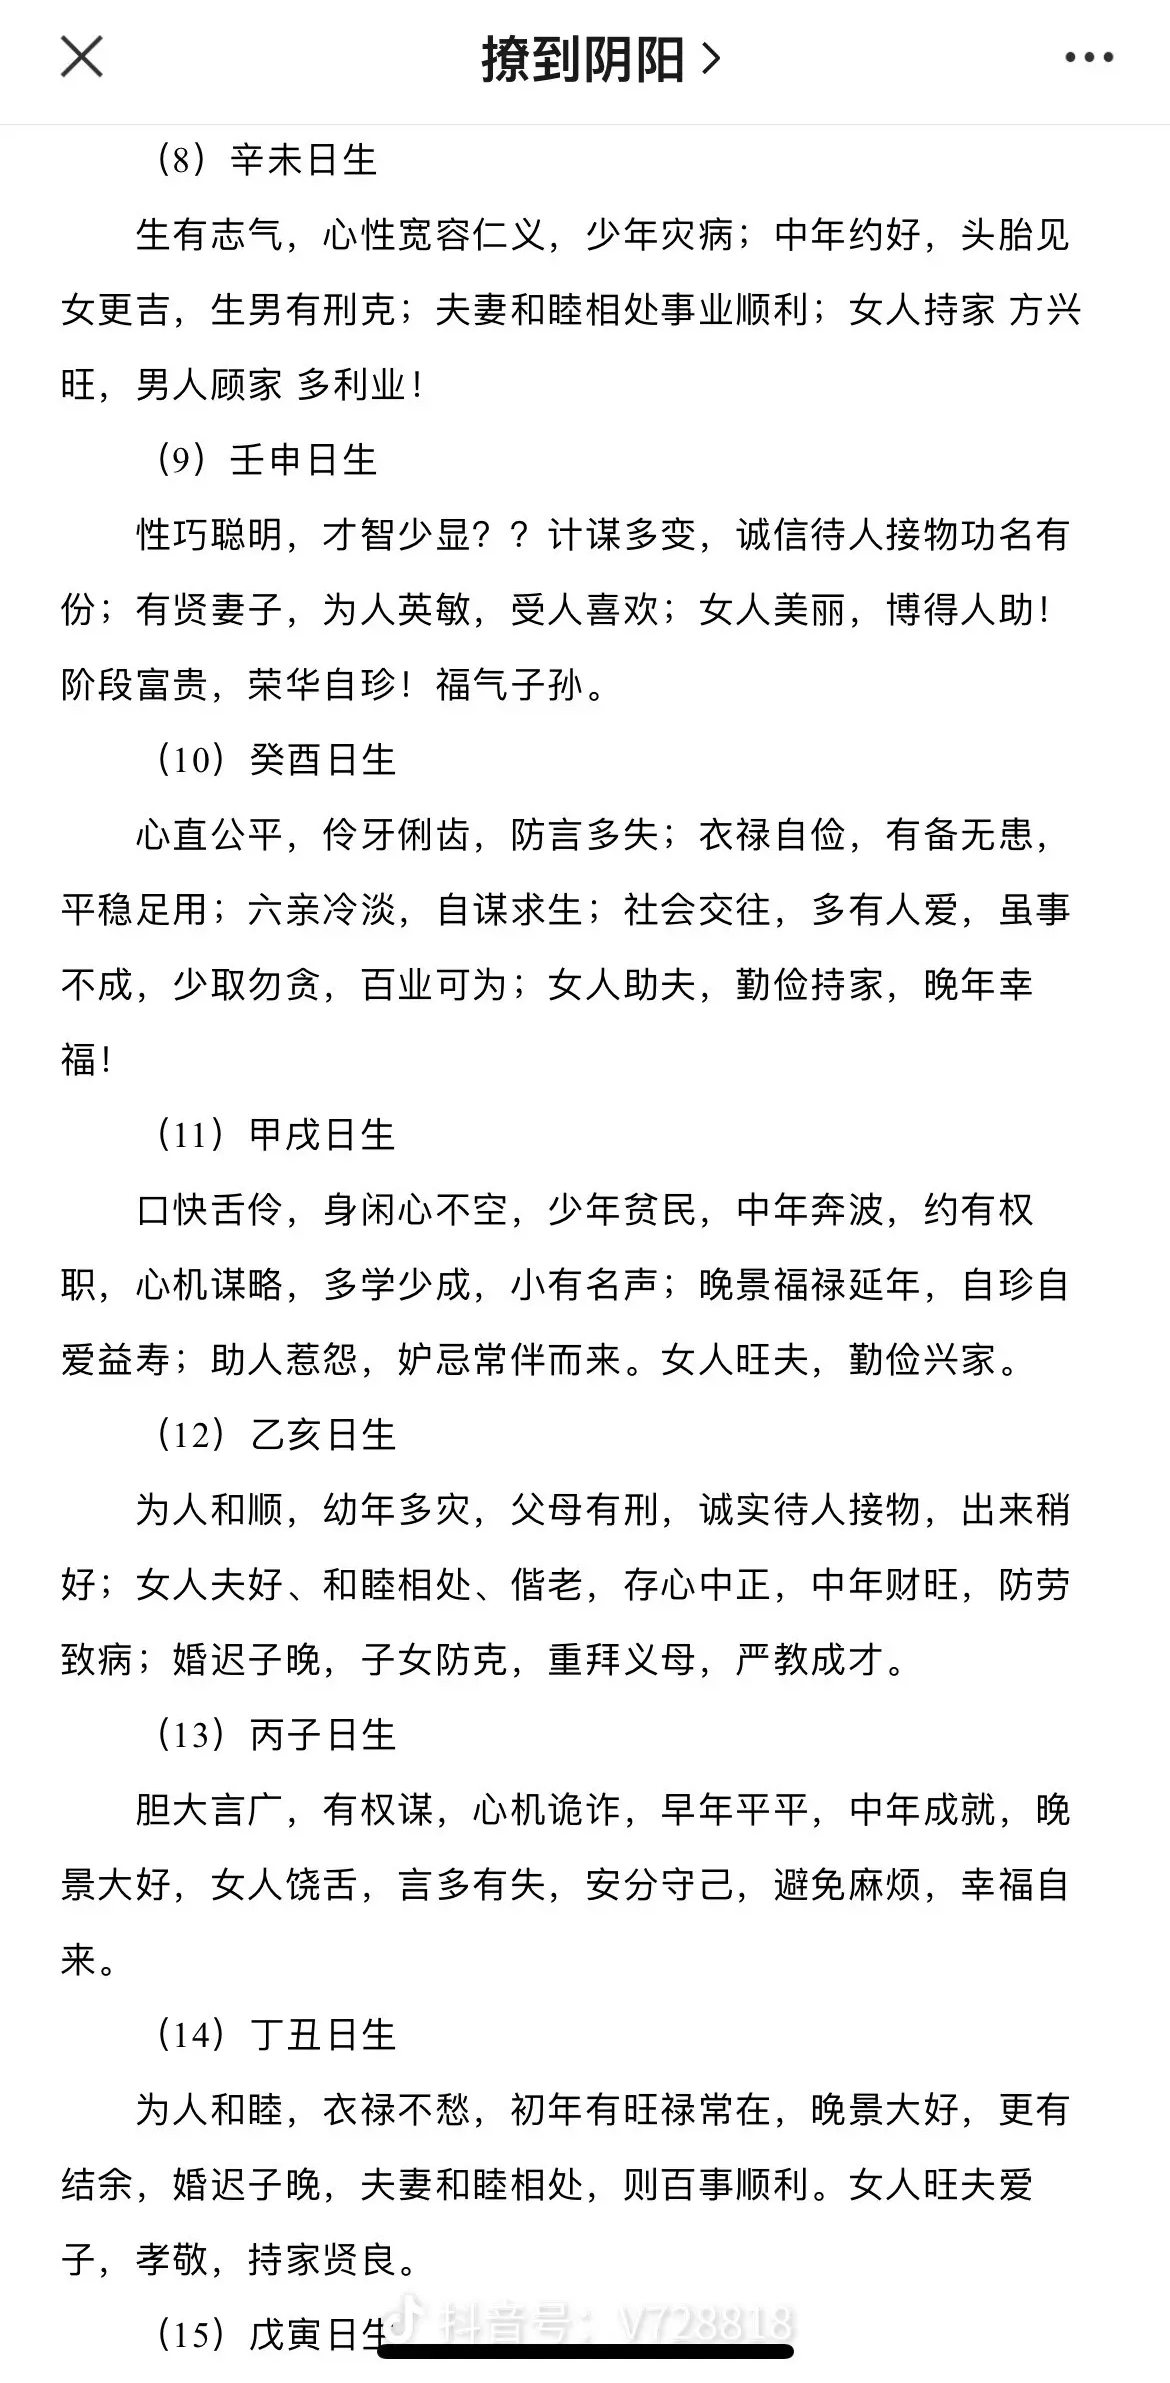 撩到阴阳
（8）辛未日生
生有志气，心性宽容仁义，少年灾病；中年约好，头胎见
女更吉，生男有刑克；夫妻和睦相处事业顺利；女人持家 方兴
旺，男人顾家 多利业！
（9）壬申日生
性巧聪明，才智少显？？计谋多变，诚信待人接物功名有
份；有贤妻子，为人英敏，受人喜欢；女人美丽，博得人助！
阶段富贵，荣华自珍！福气子孙。
（10）癸酉日生
心直公平，伶牙俐齿，防言多失；衣禄自俭，有备无患，
平稳足用；六亲冷淡，自谋求生；社会交往，多有人爱，虽事
不成，少取勿贪，百业可为；女人助夫，勤俭持家，晚年幸
福！
（11）甲戌日生
口快舌伶，身闲心不空，少年贫民，中年奔波，约有权
职，心机谋略，多学少成，小有名声；晚景福禄延年，自珍自
爱益寿；助人惹怨，妒忌常伴而来。女人旺夫，勤俭兴家。
（12）乙亥日生
为人和顺，幼年多灾，父母有刑，诚实待人接物，出来稍
好；女人夫好、和睦相处、偕老，存心中正，中年财旺，防劳
致病；婚迟子晚，子女防克，重拜义母，严教成才。
（13）丙子日生
胆大言广，有权谋，心机诡诈，早年平平，中年成就，晚
景大好，女人饶舌，言多有失，安分守己，避免麻烦，幸福自
来。
（14）丁丑日生
为人和睦，衣禄不愁，初年有旺禄常在，晚景大好，更有
结余，婚迟子晚，夫妻和睦相处，则百事顺利。女人旺夫爱
子，孝敬，持家贤良。
（15）戊寅日生
抖音号：V728818